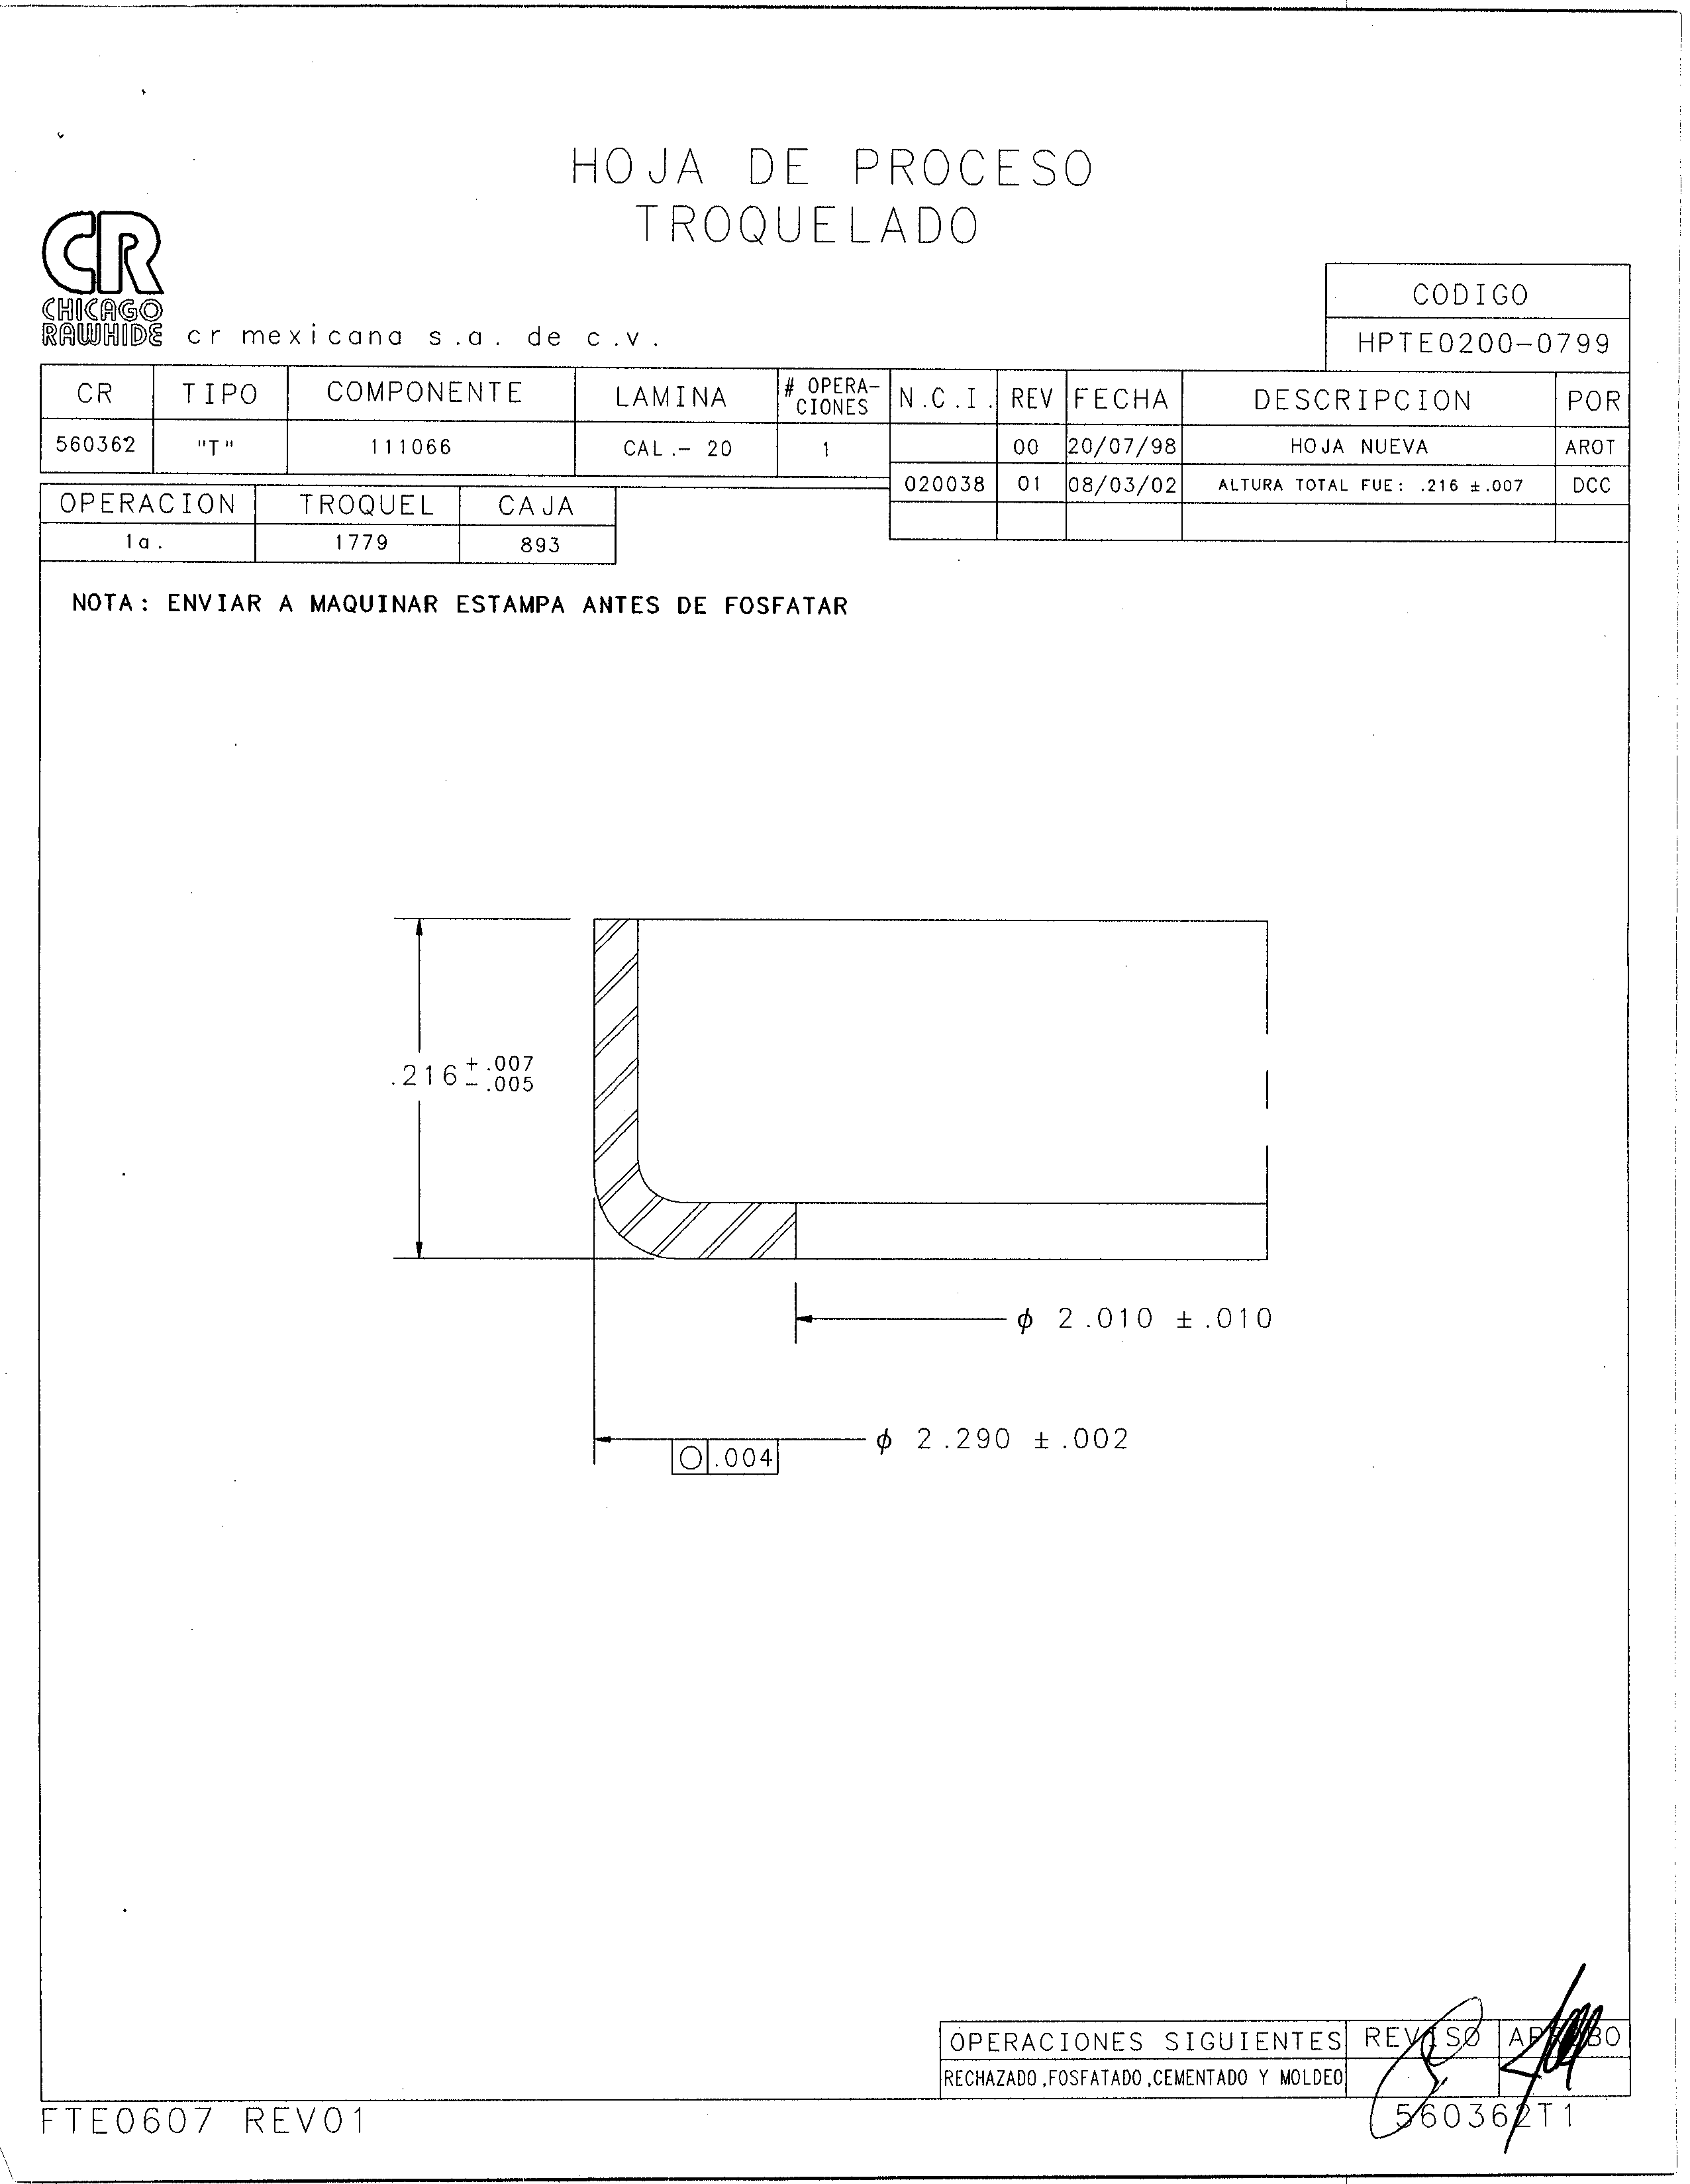 HOJA DE PROCESO
TROQUELADO
CR
CHICAGO
RAWHIDE cr mexicana s.a. de c.v.
CODIGO
HPTE0200-0799
CR TIPO COMPONENTE LAMINA # OPERA-CIONES N.C.I. REV FECHA DESCRIPCION POR
560362 "T" 111066 CAL.- 20 1 00 20/07/98 HOJA NUEVA AROT
020038 01 08/03/02 ALTURA TOTAL FUE: .216 ±.007 DCC
OPERACION TROQUEL CAJA
1a. 1779 893
NOTA: ENVIAR A MAQUINAR ESTAMPA ANTES DE FOSFATAR
.216 +.007 -.005
ϕ 2.010 ±.010
ϕ 2.290 ±.002
○ .004
OPERACIONES SIGUIENTES REVISO APROBO
RECHAZADO,FOSFATADO,CEMENTADO Y MOLDEO
FTE0607 REV01 560362T1